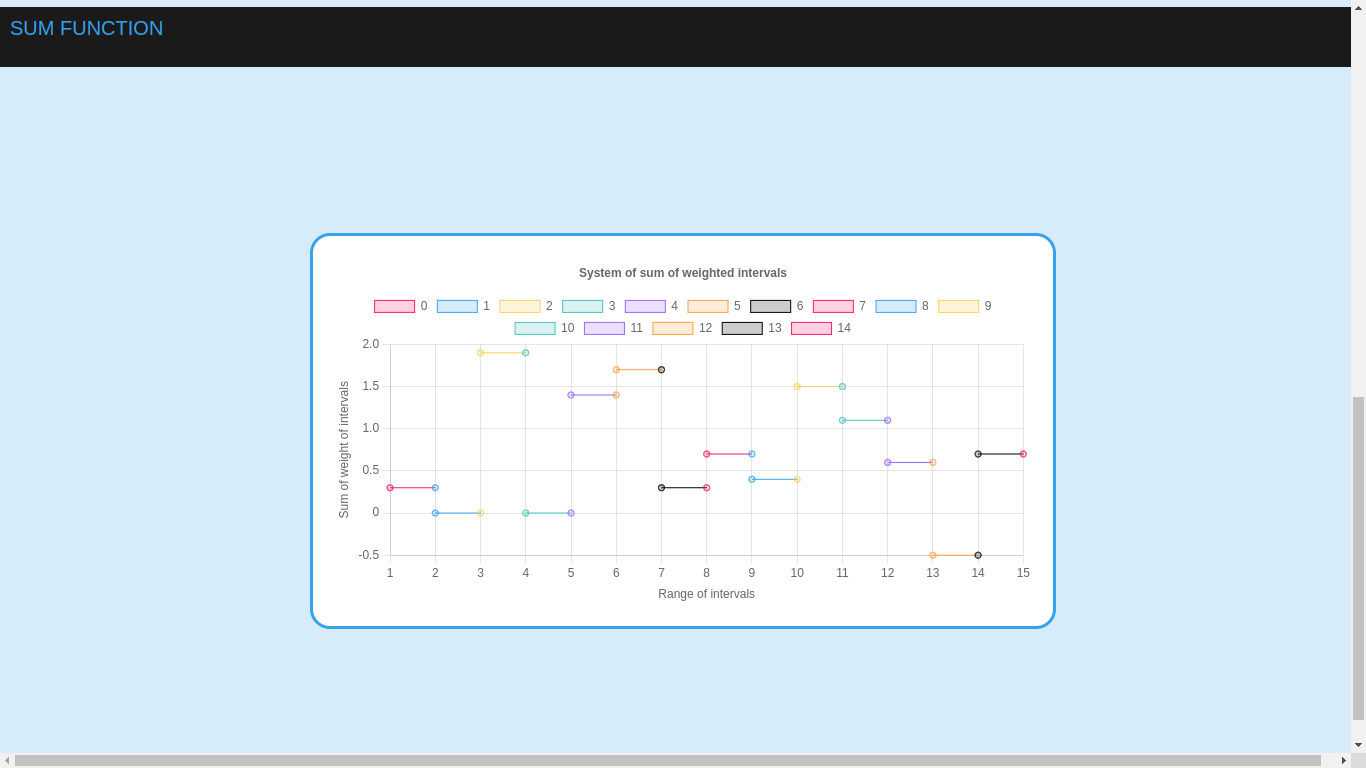 SUM FUNCTION
System of sum of weighted intervals
0 1 2 3 4 5 6 7 8 9
10 11 12 13 14
Sum of weight of intervals
2.0
1.5
1.0
0.5
0
-0.5
1 2 3 4 5 6 7 8 9 10 11 12 13 14 15
Range of intervals